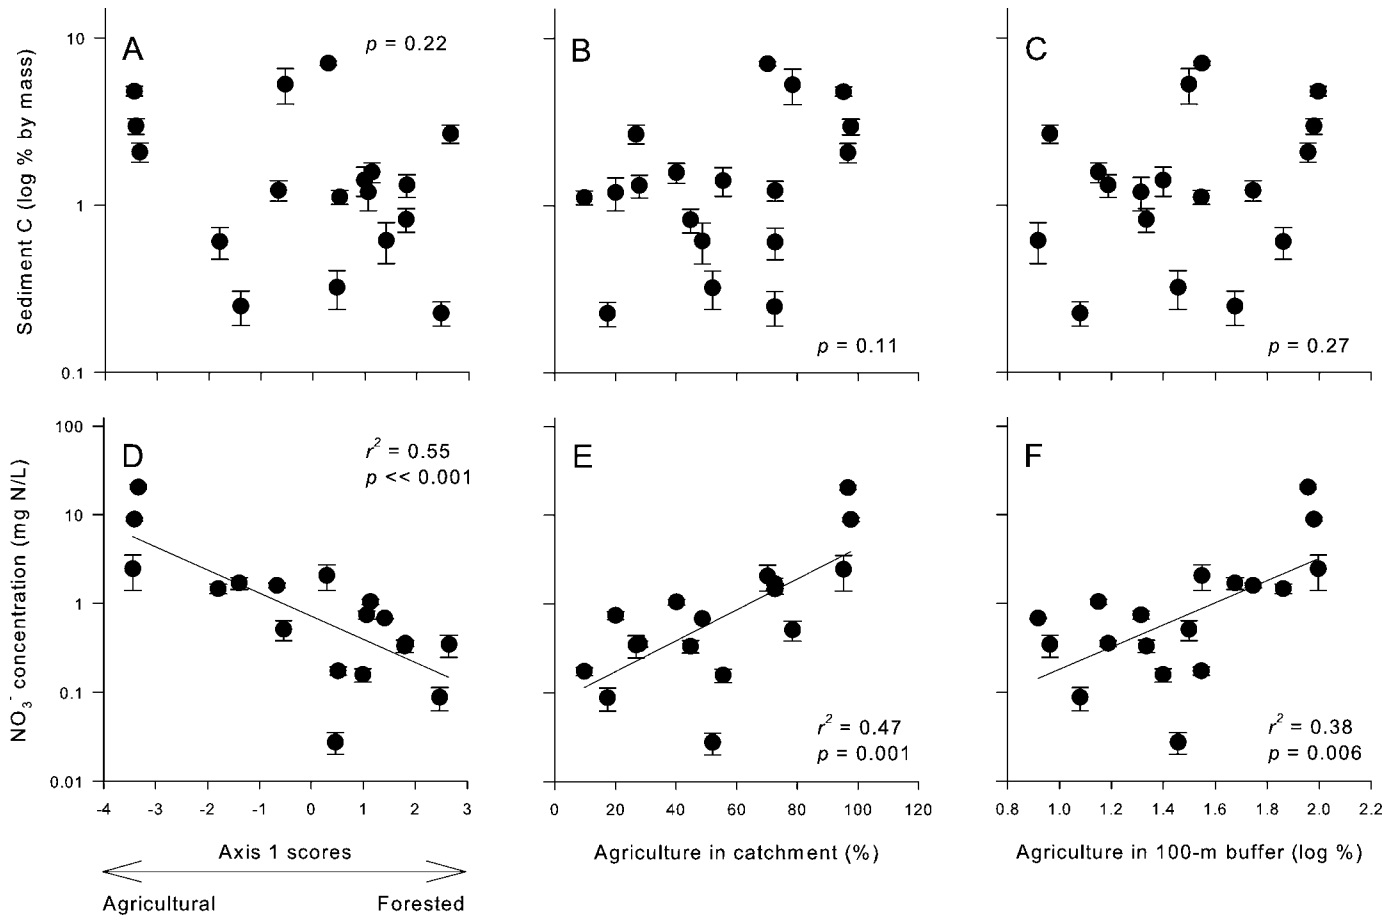 Sediment C (log % by mass)
10
1
0.1
A
p = 0.22
B
p = 0.11
C
p = 0.27
NO₃⁻ concentration (mg N/L)
100
10
1
0.1
0.01
D
r² = 0.55
p << 0.001
E
r² = 0.47
p = 0.001
F
r² = 0.38
p = 0.006
-4 -3 -2 -1 0 1 2 3
0 20 40 60 80 100 120
0.8 1.0 1.2 1.4 1.6 1.8 2.0 2.2
Axis 1 scores
Agriculture in catchment (%)
Agriculture in 100-m buffer (log %)
Agricultural Forested